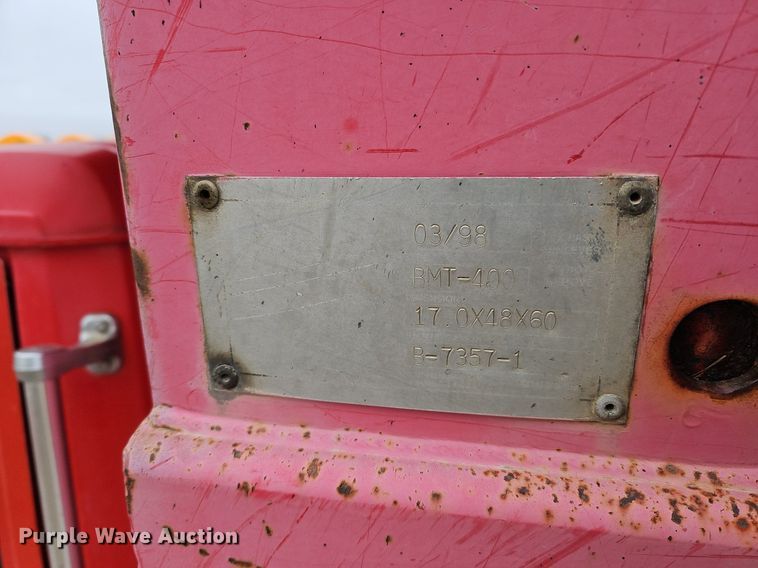 03/98
BMT-400
17.0X48X60
B-7357-1
Purple Wave Auction